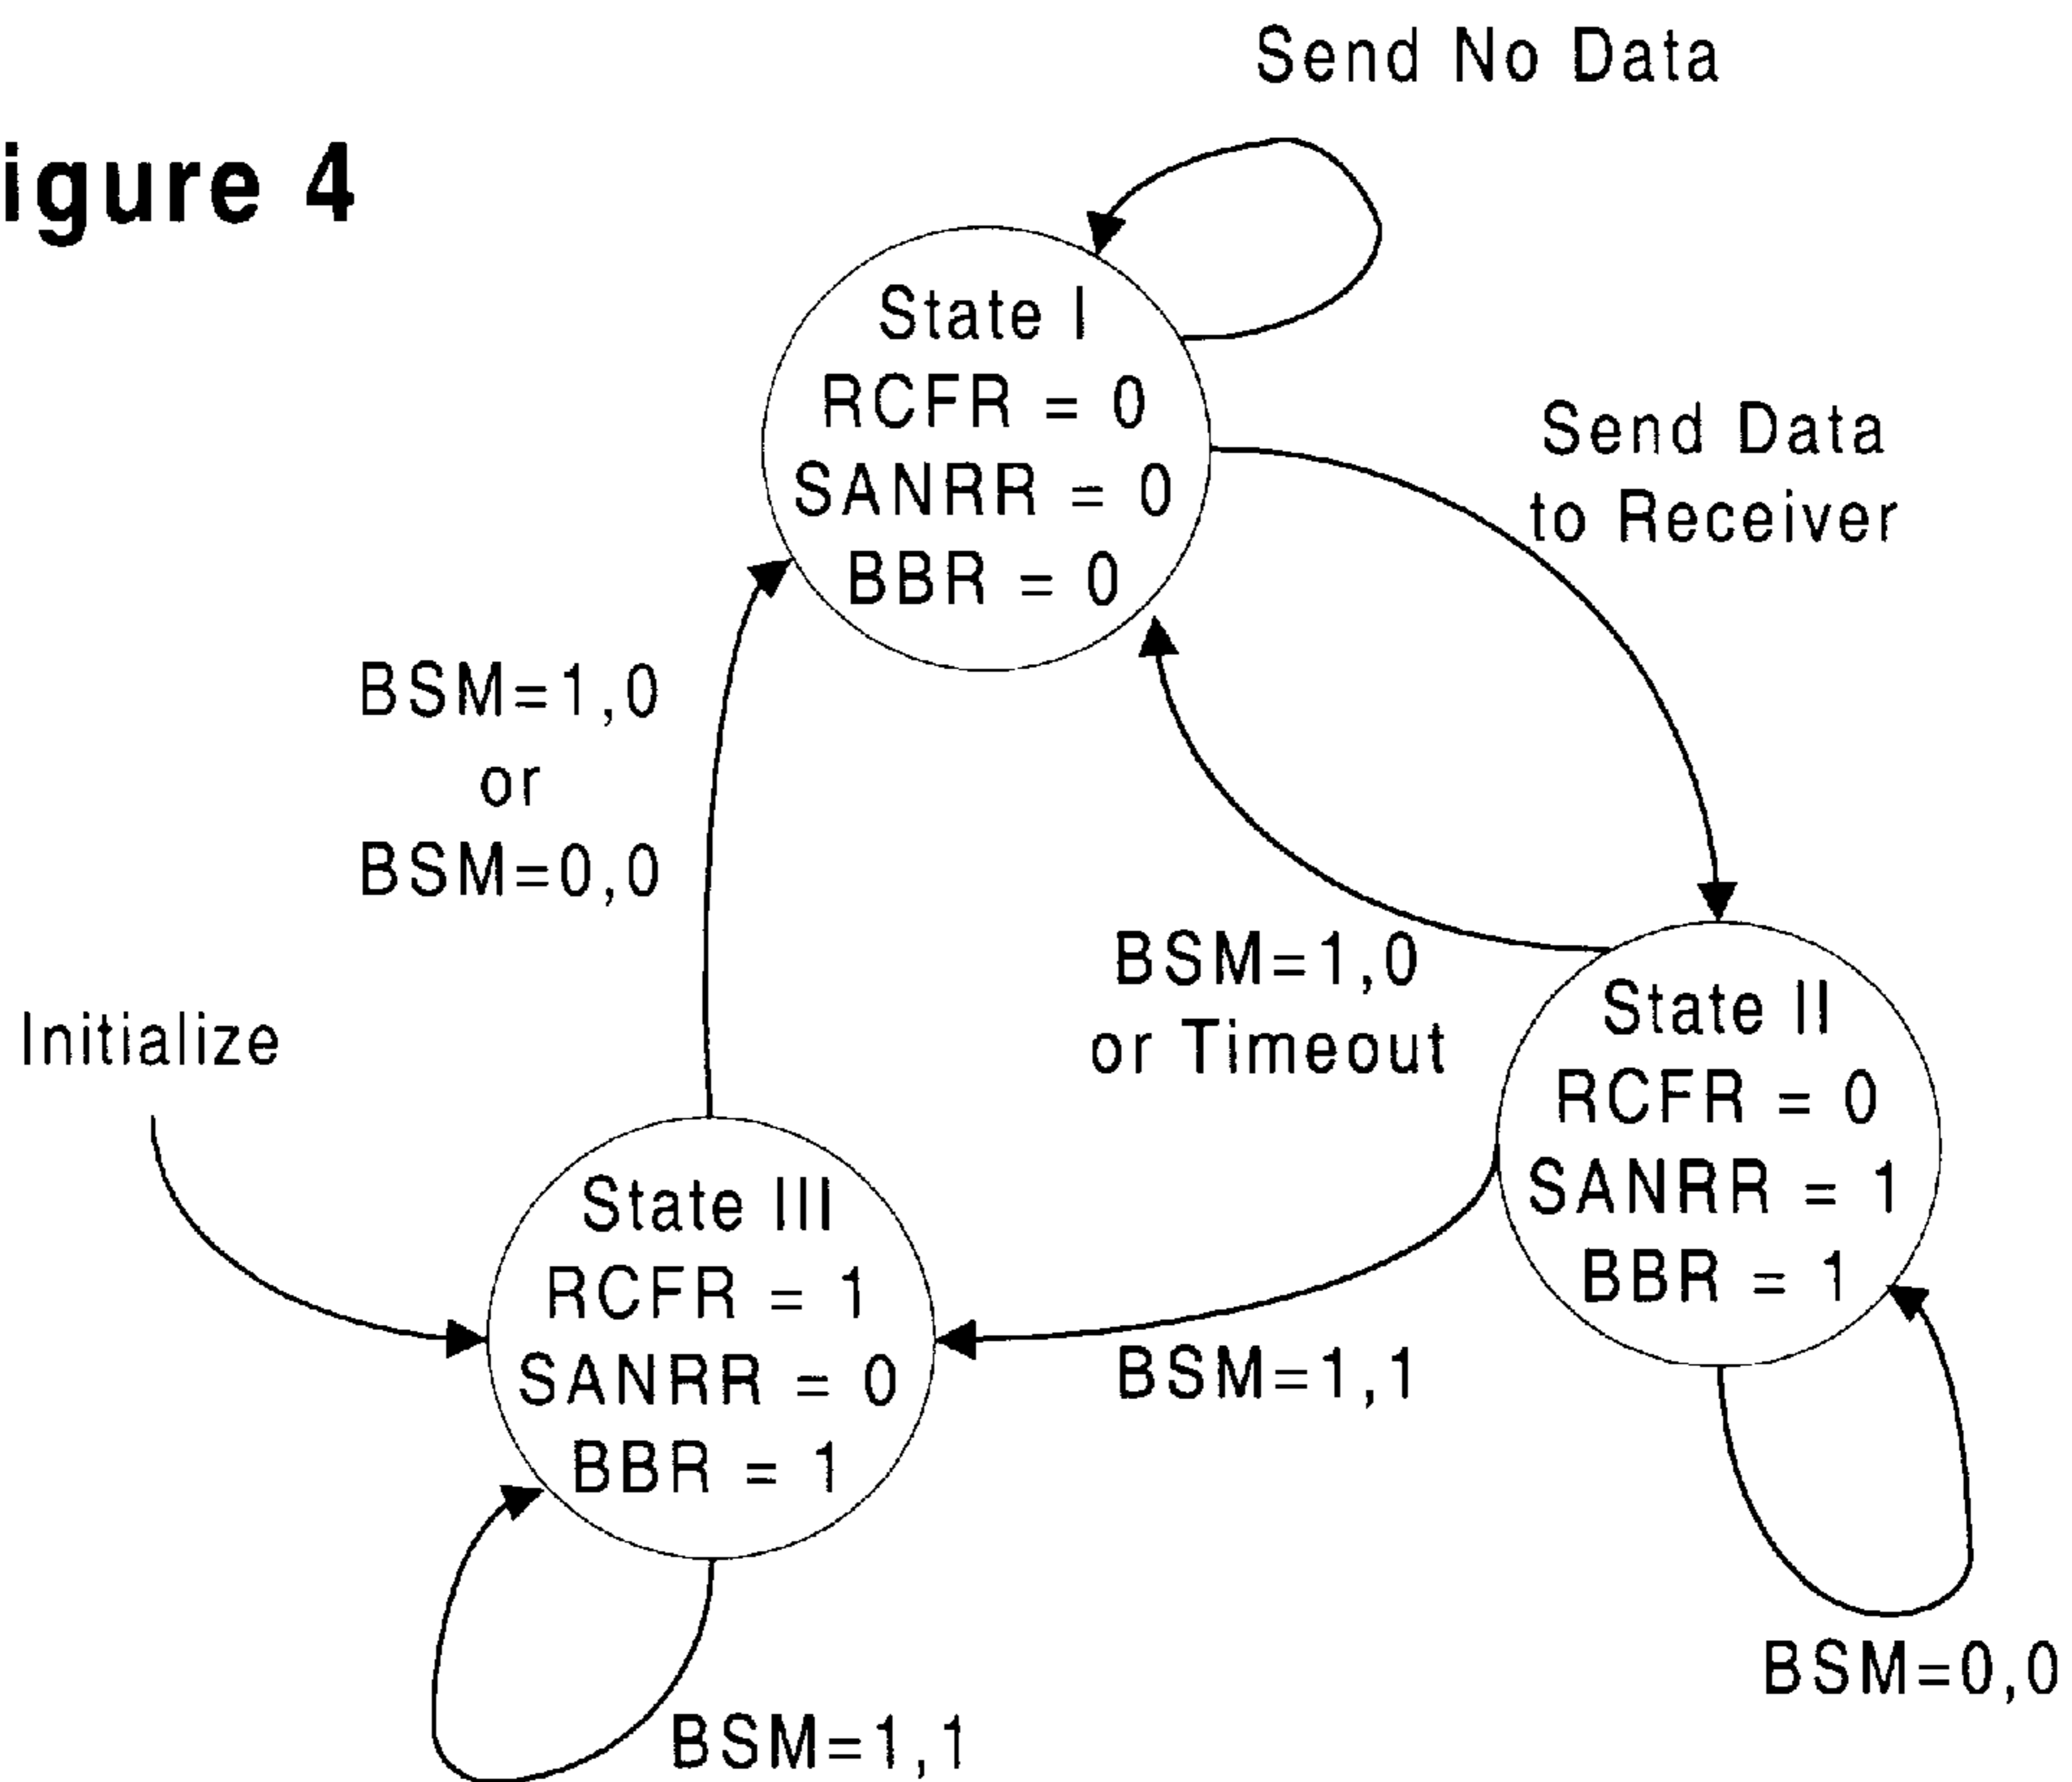 Send No Data
igure 4
State I
RCFR = 0
SANRR = 0
BBR = 0
Send Data
to Receiver
BSM=1,0
or
BSM=0,0
BSM=1,0
or Timeout
Initialize
State II
RCFR = 0
SANRR = 1
BBR = 1
State III
RCFR = 1
SANRR = 0
BBR = 1
BSM=1,1
BSM=0,0
BSM=1,1